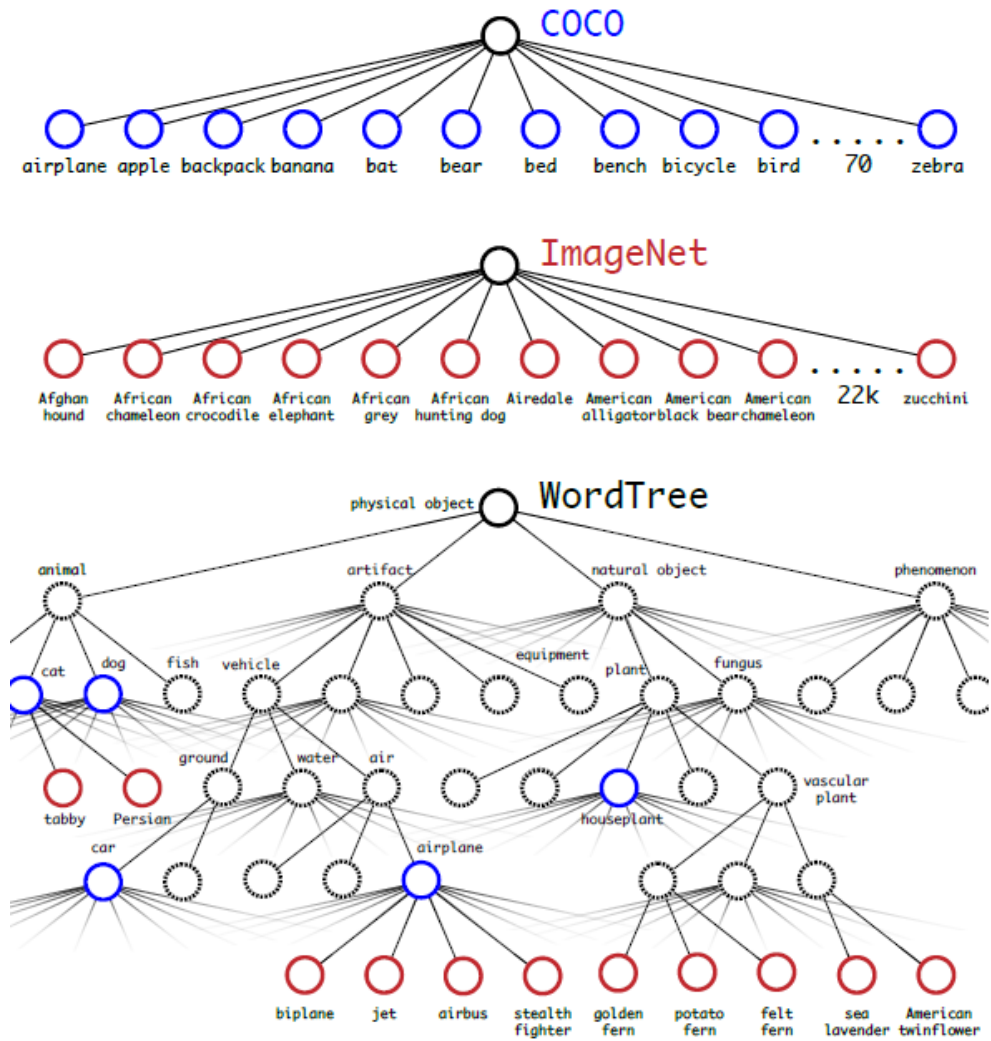 COCO
airplane apple backpack banana bat bear bed bench bicycle bird ..... zebra
70
ImageNet
.....
22k
Afghan hound
African chameleon
African crocodile
African elephant
African grey
African hunting dog
Airedale
American alligator
American black bear
American chameleon
zucchini
WordTree
physical object
animal artifact natural object phenomenon
cat dog fish vehicle equipment plant fungus
ground water air
vascular
plant
tabby Persian houseplant
car airplane
biplane jet airbus
stealth
fighter
golden
fern
potato
fern
felt
fern
sea
lavender
American
twinflower